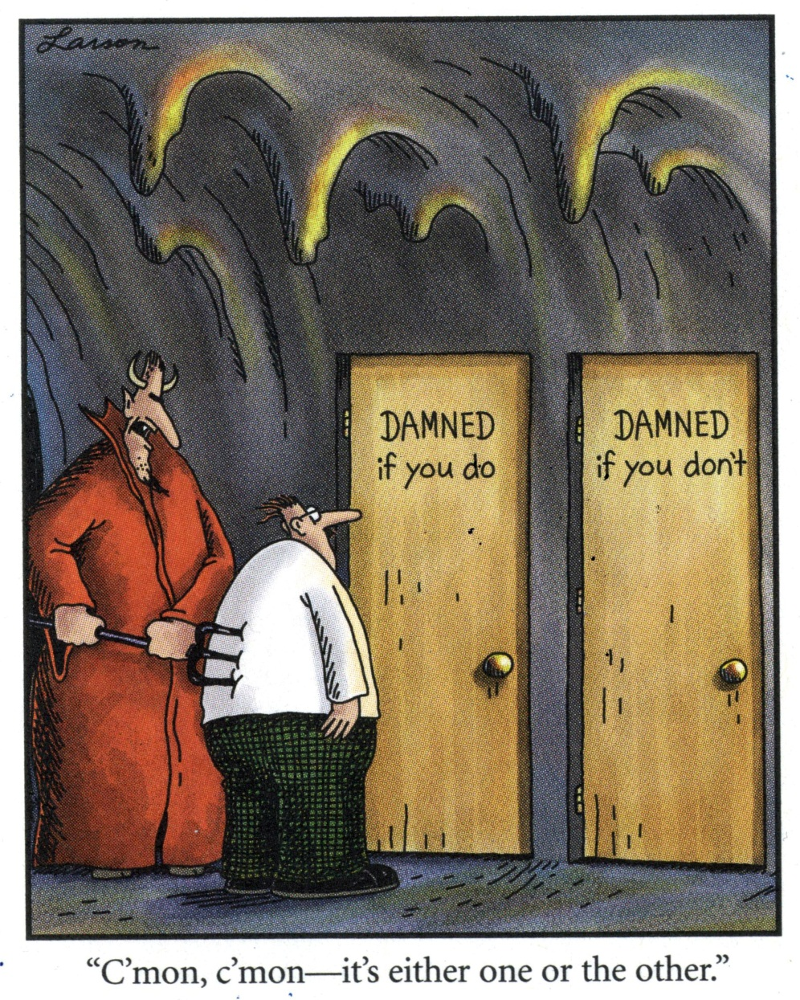 Larson
DAMNED
if you do
DAMNED
if you don't
“C’mon, c’mon—it’s either one or the other.”